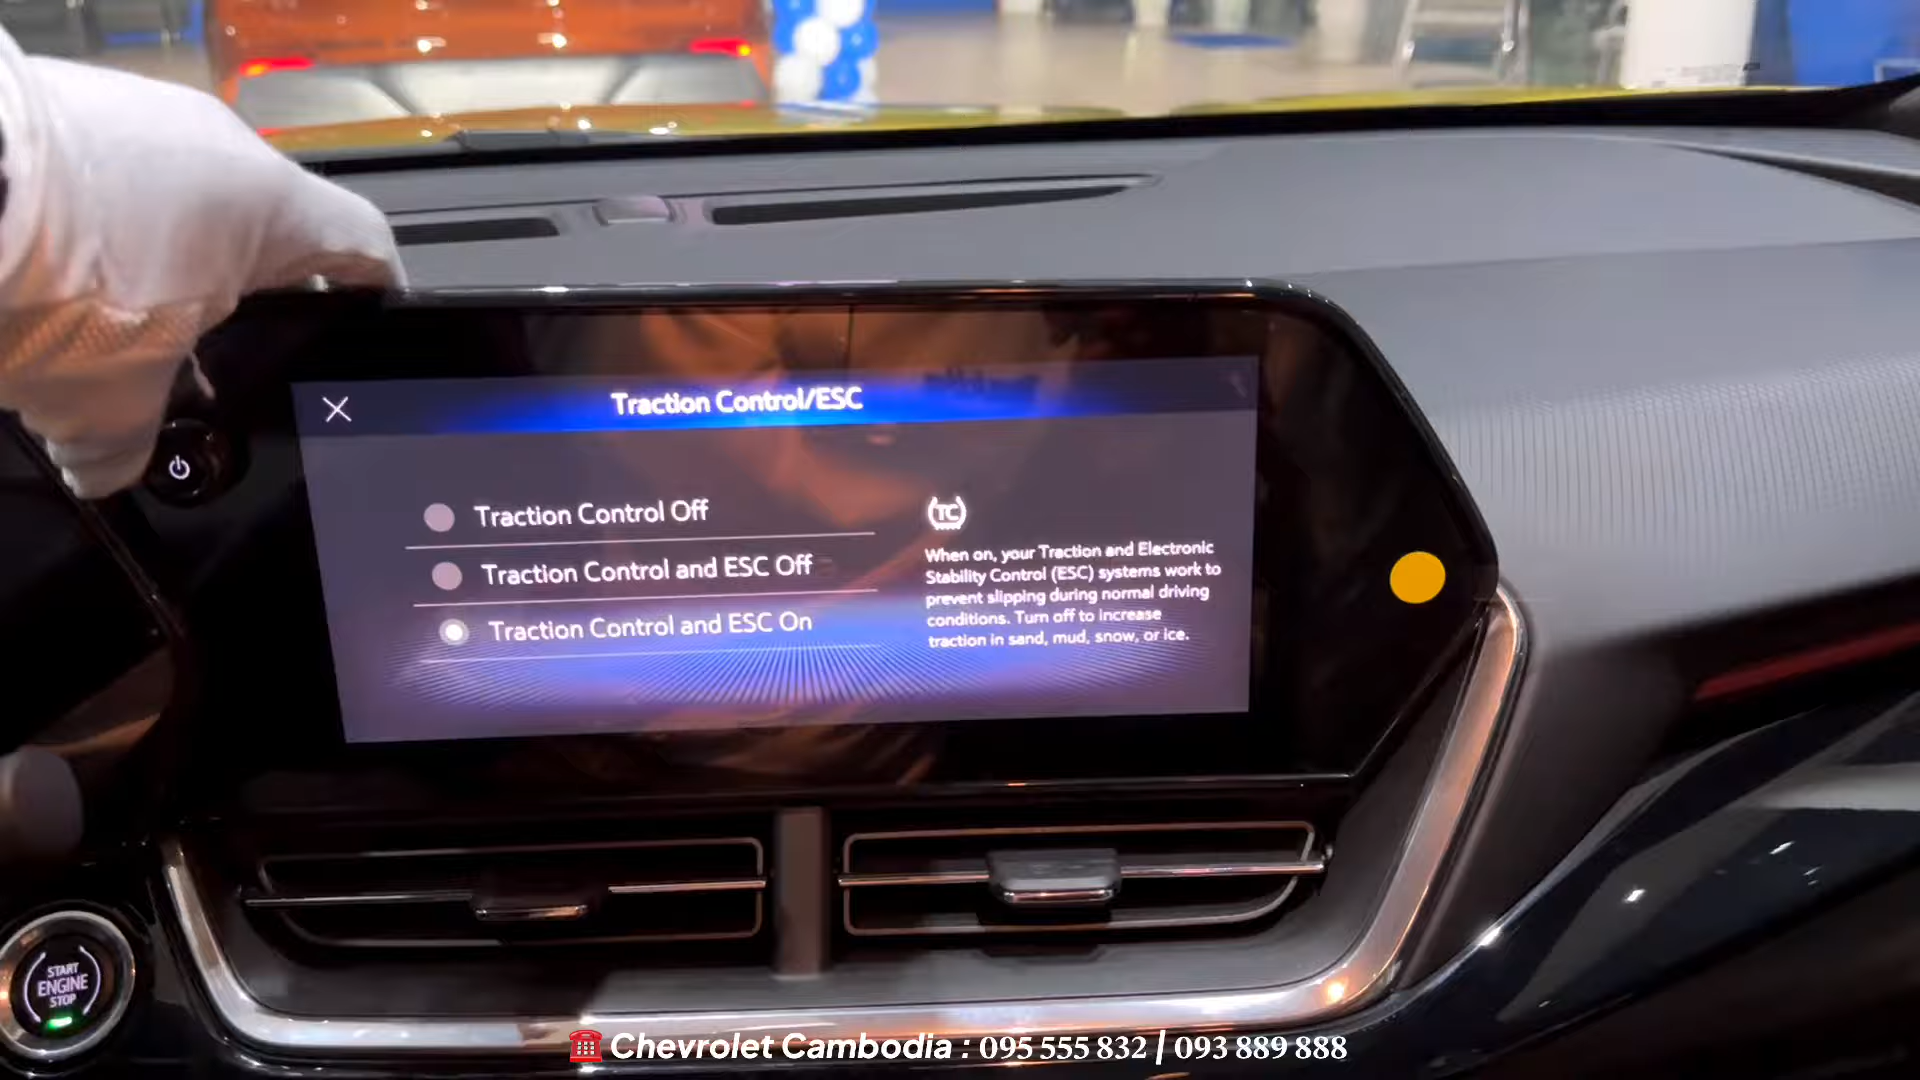 Traction Control/ESC
Traction Control Off
Traction Control and ESC Off
Traction Control and ESC On
TC
When on, your Traction and Electronic
Stability Control (ESC) systems work to
prevent slipping during normal driving
conditions. Turn off to increase
traction in sand, mud, snow, or ice.
START
ENGINE
STOP
Chevrolet Cambodia : 095 555 832 | 093 889 888